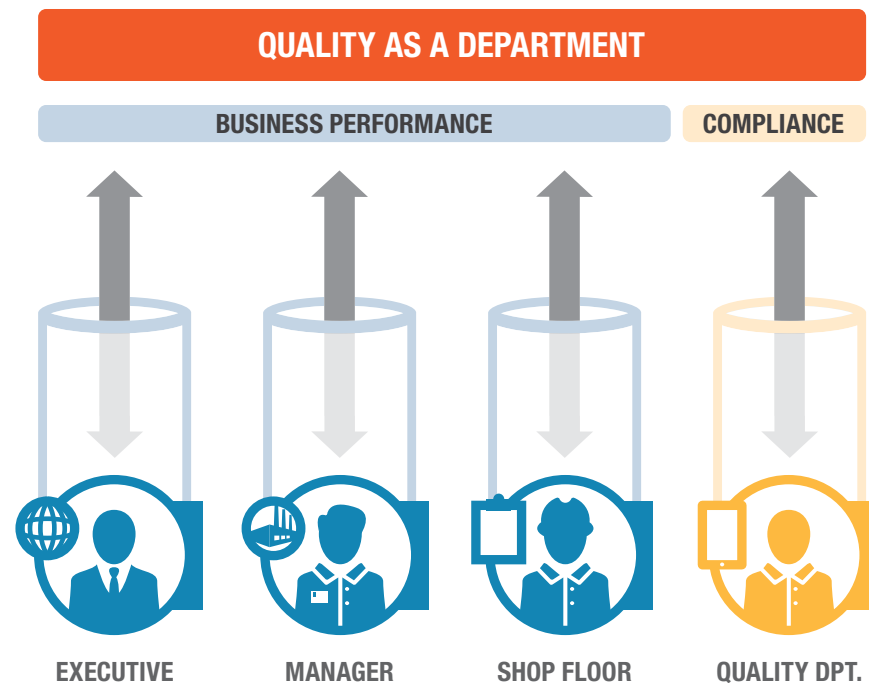 QUALITY AS A DEPARTMENT
BUSINESS PERFORMANCE
COMPLIANCE
EXECUTIVE
MANAGER
SHOP FLOOR
QUALITY DPT.